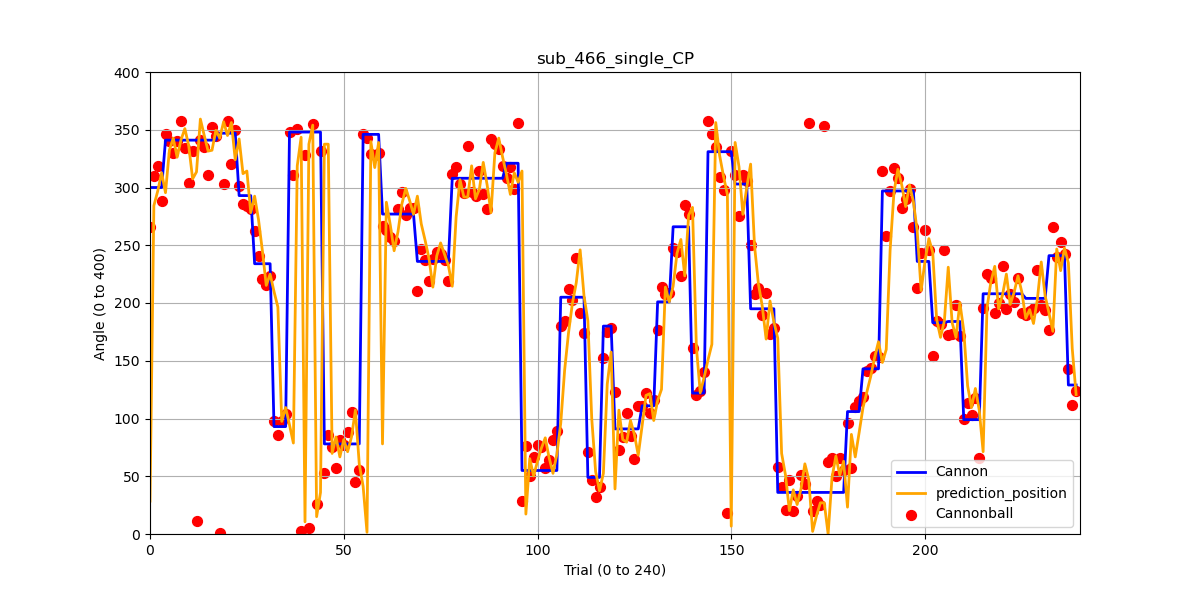 sub_466_single_CP
400
350
300
250
200
150
100
50
0
Angle (0 to 400)
0
50
100
150
200
Trial (0 to 240)
Cannon
prediction_position
Cannonball